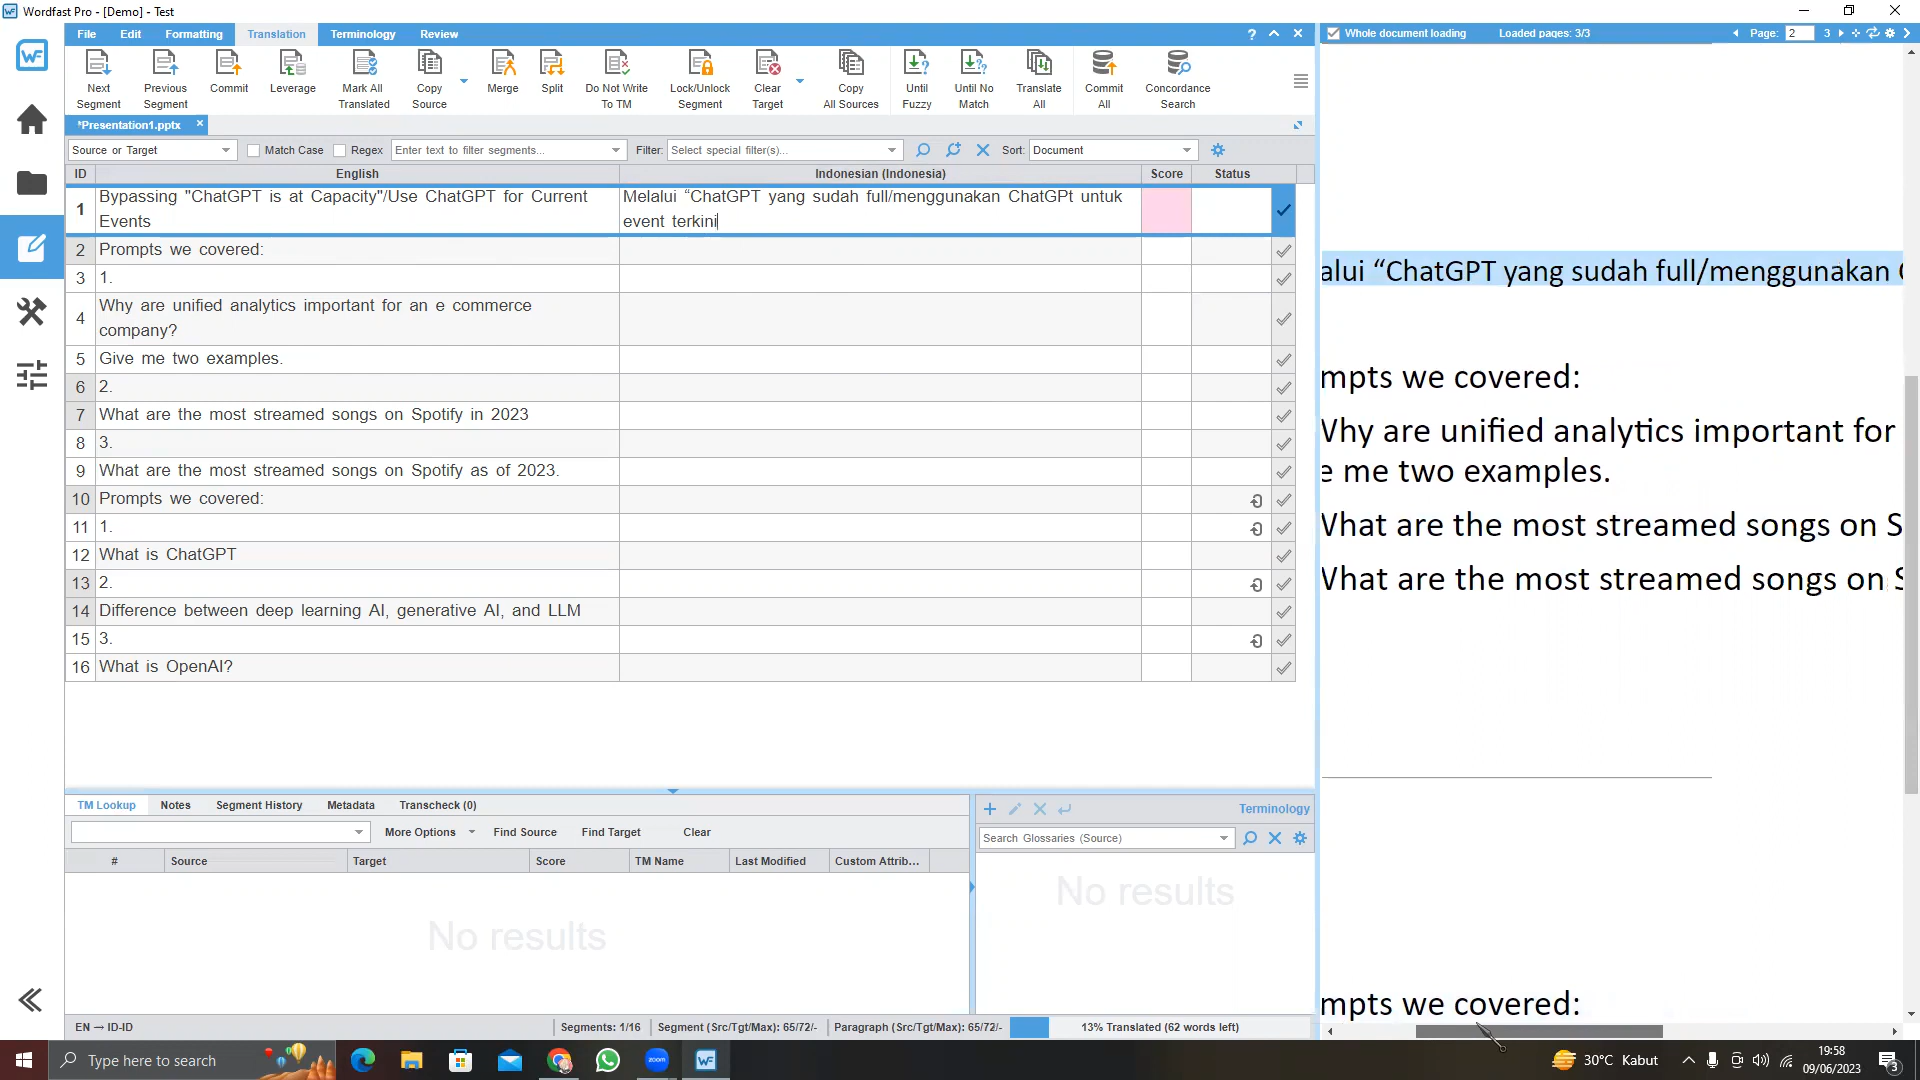 Wordfast Pro - [Demo] - Test
File Edit Formatting Translation Terminology Review
Whole document loading Loaded pages: 3/3 Page: 2 3
Next Segment
Previous Segment
Commit
Leverage
Mark All Translated
Copy Source
Merge
Split
Do Not Write To TM
Lock/Unlock Segment
Clear Target
Copy All Sources
Until Fuzzy
Until No Match
Translate All
Commit All
Concordance Search
*Presentation1.pptx
Source or Target Match Case Regex Enter text to filter segments... Filter: Select special filter(s)... Sort: Document
ID English Indonesian (Indonesia) Score Status
1 Bypassing "ChatGPT is at Capacity"/Use ChatGPT for Current Events
Melalui “ChatGPT yang sudah full/menggunakan ChatGPt untuk event terkini
2 Prompts we covered:
3 1.
4 Why are unified analytics important for an e commerce company?
5 Give me two examples.
6 2.
7 What are the most streamed songs on Spotify in 2023
8 3.
9 What are the most streamed songs on Spotify as of 2023.
10 Prompts we covered:
11 1.
12 What is ChatGPT
13 2.
14 Difference between deep learning AI, generative AI, and LLM
15 3.
16 What is OpenAI?
alui “ChatGPT yang sudah full/menggunakan C
mpts we covered:
Why are unified analytics important for
e me two examples.
What are the most streamed songs on S
What are the most streamed songs on S
mpts we covered:
TM Lookup Notes Segment History Metadata Transcheck (0)
More Options Find Source Find Target Clear
# Source Target Score TM Name Last Modified Custom Attrib...
No results
Terminology
Search Glossaries (Source)
No results
EN → ID-ID Segments: 1/16 Segment (Src/Tgt/Max): 65/72/- Paragraph (Src/Tgt/Max): 65/72/- 13% Translated (62 words left)
Type here to search
zoom
WF
30°C Kabut
19:58
09/06/2023
3